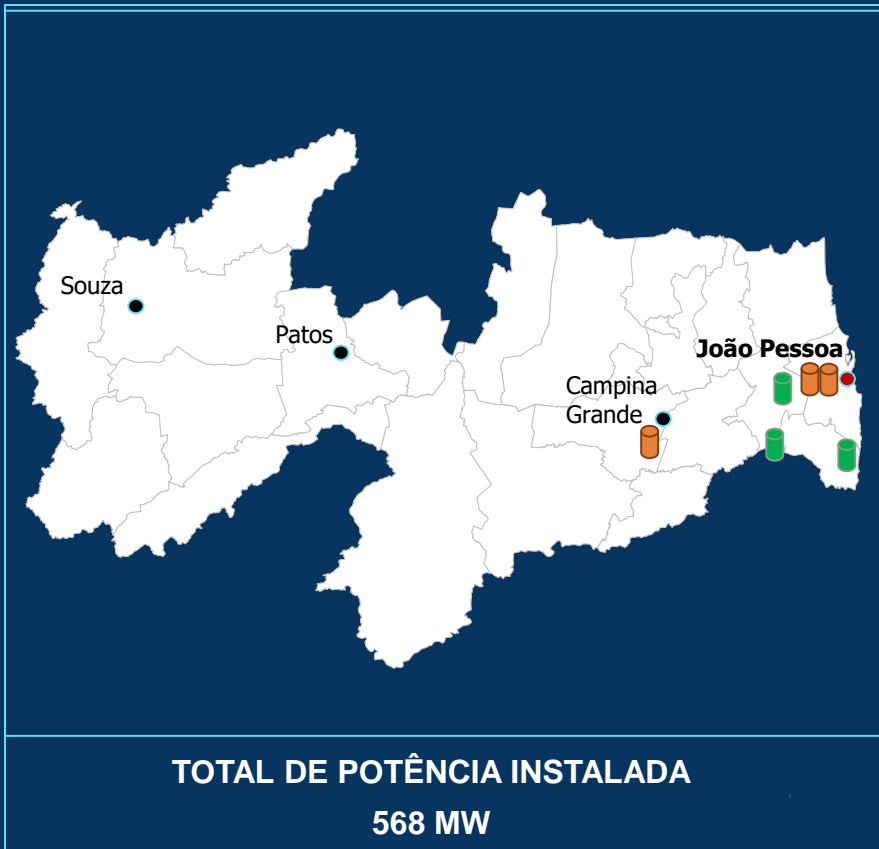 Souza
Patos
João Pessoa
Campina
Grande
TOTAL DE POTÊNCIA INSTALADA
568 MW